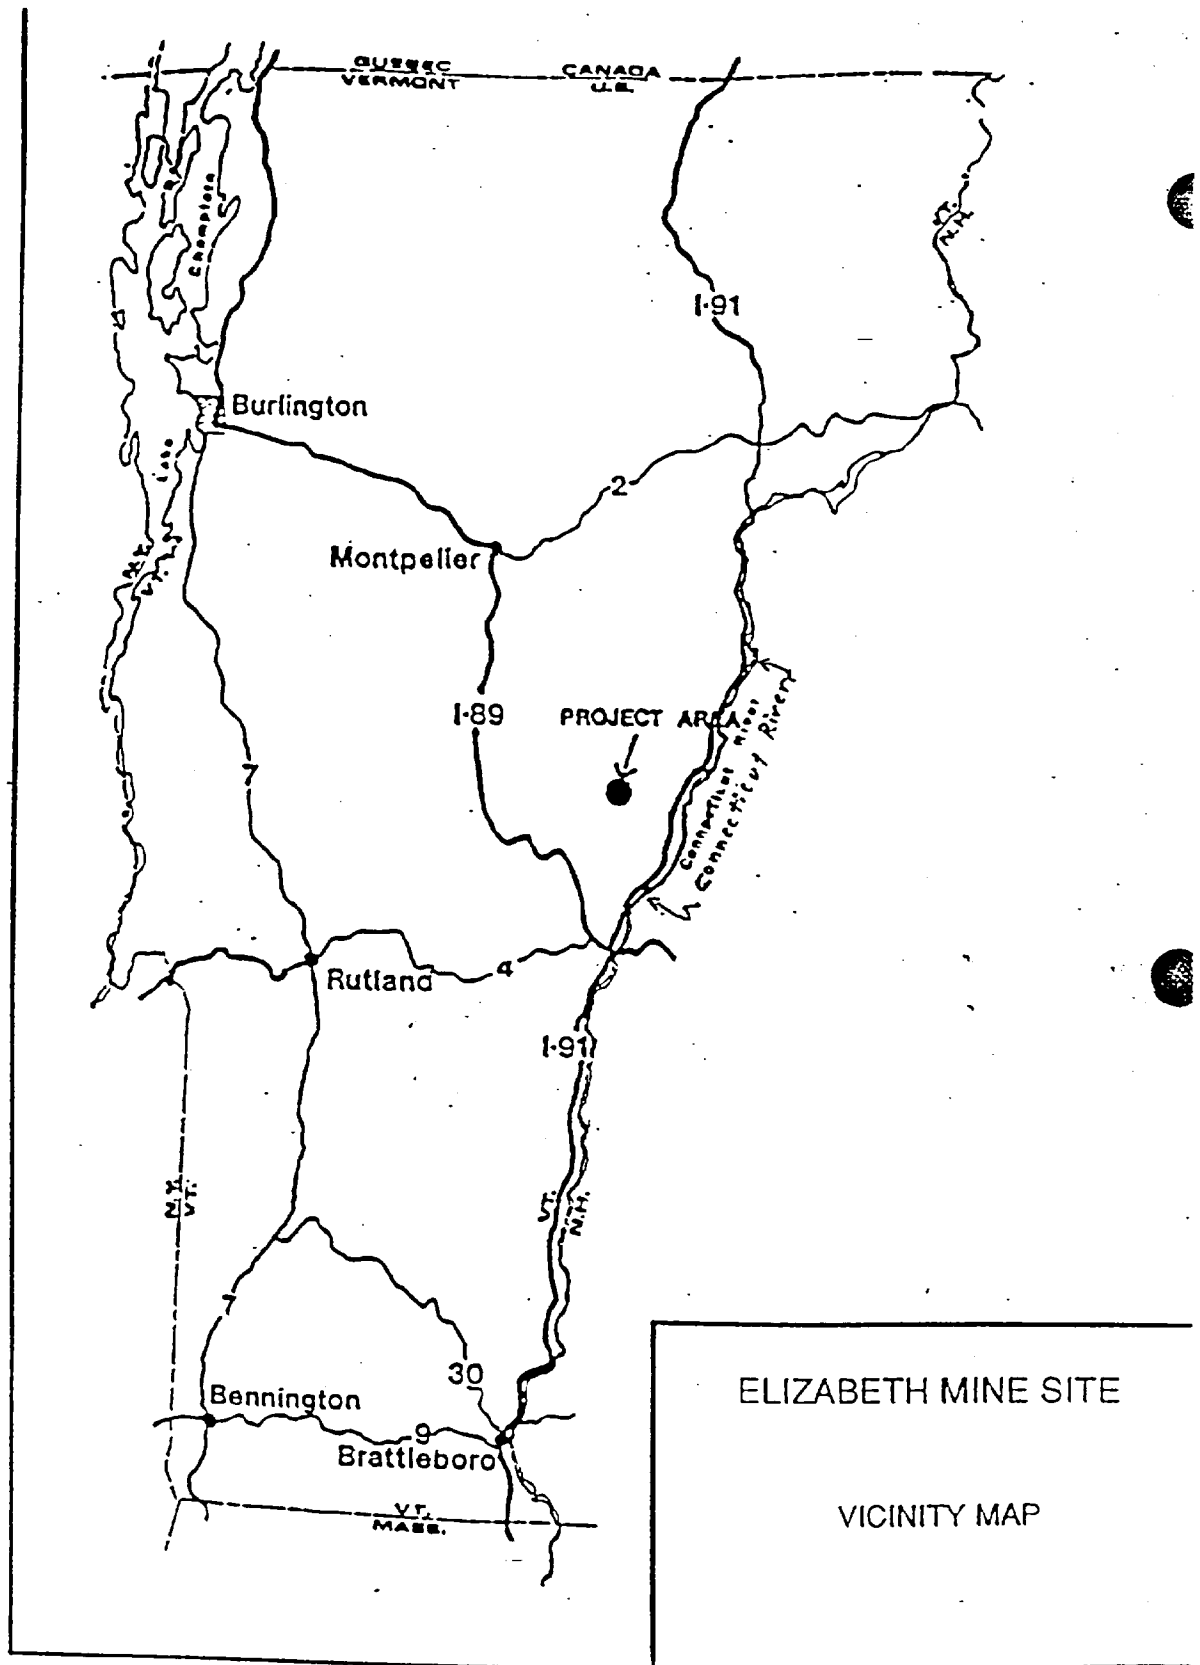 QUEBEC
VERMONT
CANADA
U.S.
Champlain
VT.
N.H.
I-91
Burlington
Lake
2
Montpelier
VT.
I-89
PROJECT AREA
Connecticut River
Connecticut River
7
Rutland
4
I-91
N.Y.
VT.
VT.
N.H.
7
30
Bennington
9
Brattleboro
VT.
MASS.
ELIZABETH MINE SITE
VICINITY MAP